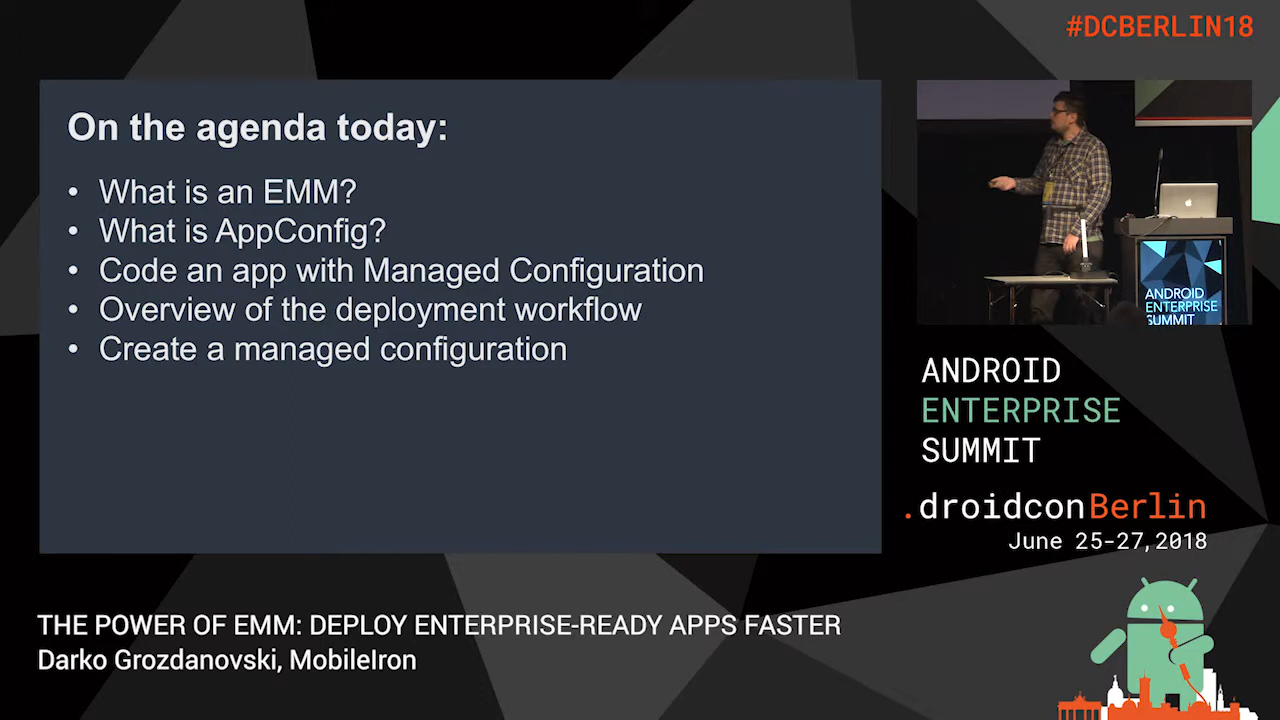 #DCBERLIN18
On the agenda today:
• What is an EMM?
• What is AppConfig?
• Code an app with Managed Configuration
• Overview of the deployment workflow
• Create a managed configuration
ANDROID
ENTERPRISE
SUMMIT
ANDROID
ENTERPRISE
SUMMIT
.droidconBerlin
June 25-27, 2018
THE POWER OF EMM: DEPLOY ENTERPRISE-READY APPS FASTER
Darko Grozdanovski, MobileIron